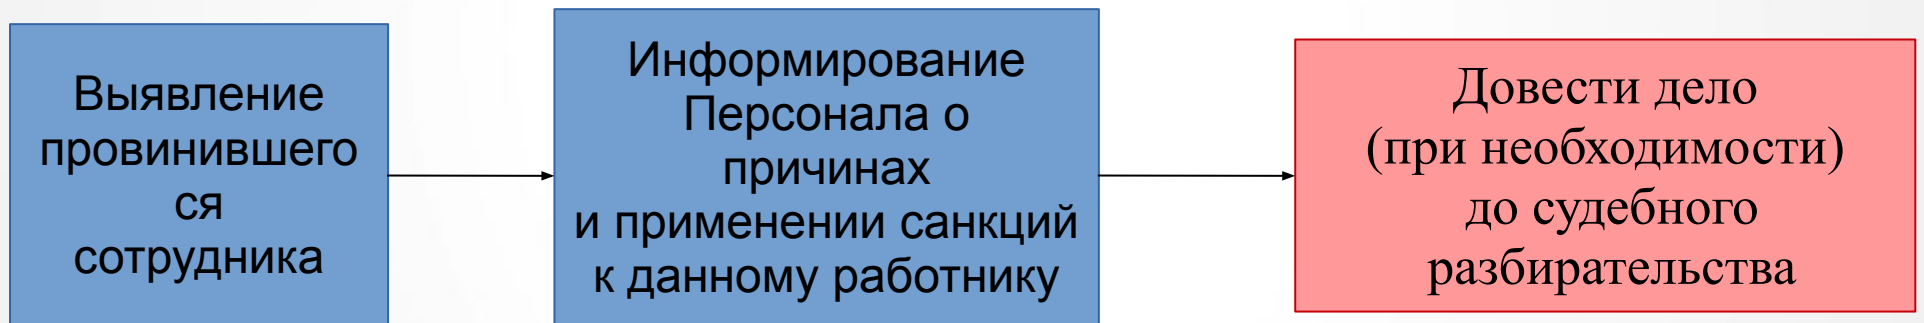 Выявление
провинившего
ся
сотрудника
Информирование
Персонала о
причинах
и применении санкций
к данному работнику
Довести дело
(при необходимости)
до судебного
разбирательства